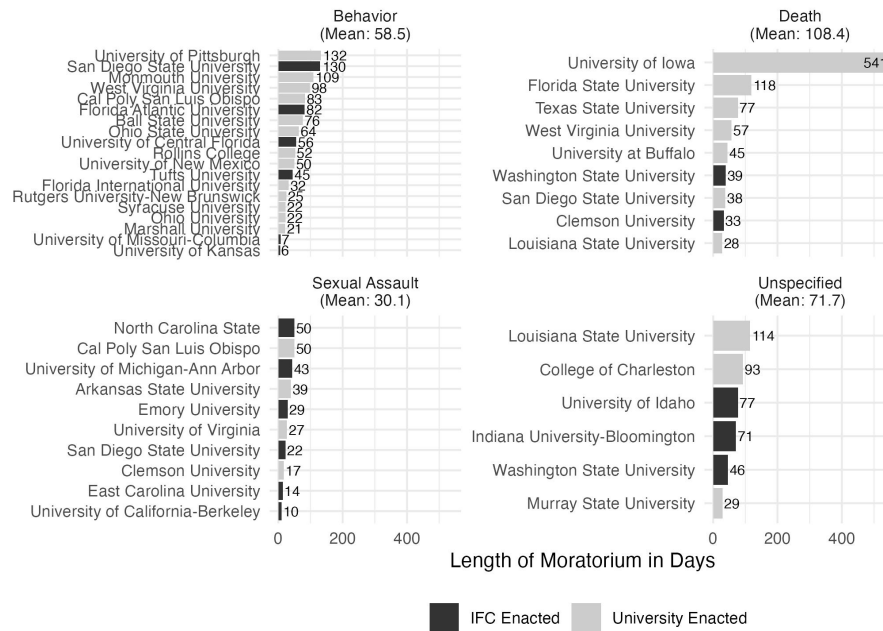 Behavior
(Mean: 58.5)
University of Pittsburgh 132
San Diego State University 130
Monmouth University 109
West Virginia University 98
Cal Poly San Luis Obispo 83
Florida Atlantic University 82
Ball State University 76
Ohio State University 64
University of Central Florida 56
Rollins College 52
University of New Mexico 50
Tufts University 45
Florida International University 32
Rutgers University-New Brunswick 25
Syracuse University 22
Ohio University 22
Marshall University 21
University of Missouri-Columbia 7
University of Kansas 6
Death
(Mean: 108.4)
University of Iowa 541
Florida State University 118
Texas State University 77
West Virginia University 57
University at Buffalo 45
Washington State University 39
San Diego State University 38
Clemson University 33
Louisiana State University 28
Sexual Assault
(Mean: 30.1)
North Carolina State 50
Cal Poly San Luis Obispo 50
University of Michigan-Ann Arbor 43
Arkansas State University 39
Emory University 29
University of Virginia 27
San Diego State University 22
Clemson University 17
East Carolina University 14
University of California-Berkeley 10
0 200 400
Unspecified
(Mean: 71.7)
Louisiana State University 114
College of Charleston 93
University of Idaho 77
Indiana University-Bloomington 71
Washington State University 46
Murray State University 29
0 200 400
Length of Moratorium in Days
IFC Enacted University Enacted